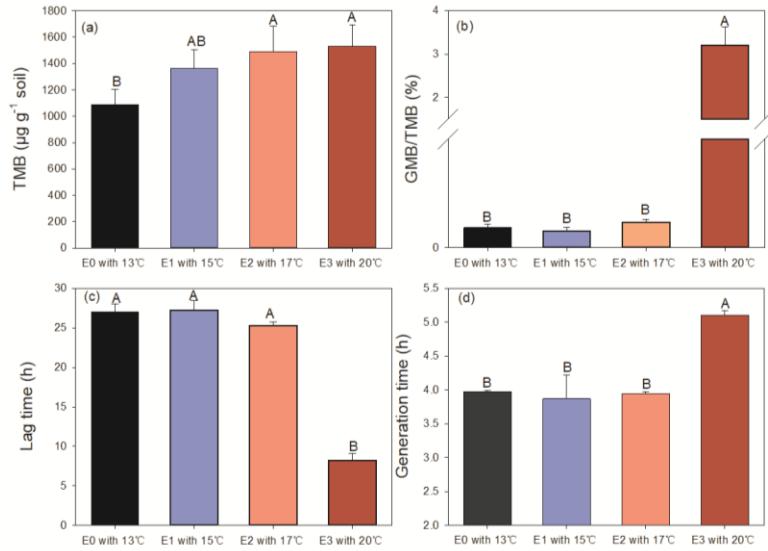 (a)
TMB (µg g⁻¹ soil)
1800
1600
1400
1200
1000
800
600
400
200
0
B
AB
A
A
E0 with 13℃ E1 with 15℃ E2 with 17℃ E3 with 20℃
(b)
GMB/TMB (%)
3
2
0
B
B
B
A
E0 with 13℃ E1 with 15℃ E2 with 17℃ E3 with 20℃
(c)
Lag time (h)
30
25
20
15
10
5
0
A
A
A
B
E0 with 13℃ E1 with 15℃ E2 with 17℃ E3 with 20℃
(d)
Generation time (h)
5.5
5.0
4.5
4.0
3.5
3.0
2.5
2.0
B
B
B
A
E0 with 13℃ E1 with 15℃ E2 with 17℃ E3 with 20℃